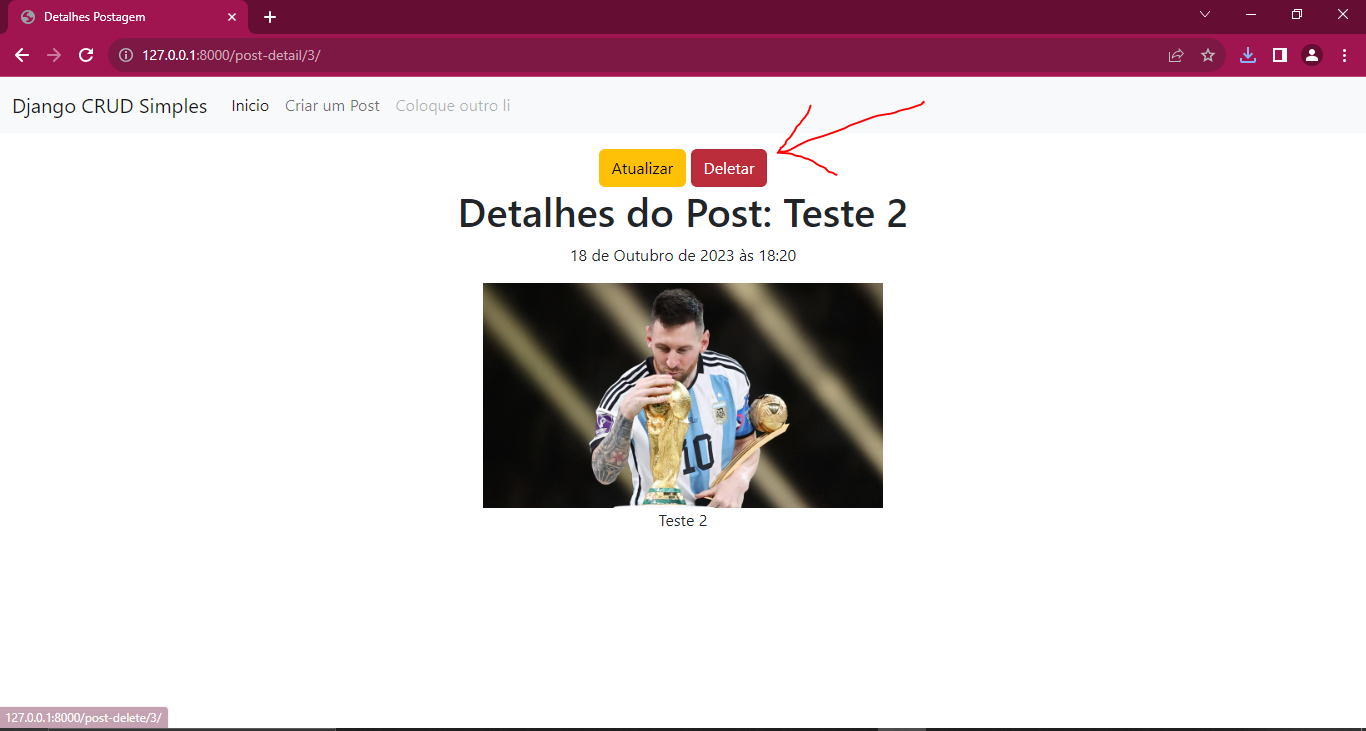 Detalhes Postagem
127.0.0.1:8000/post-detail/3/
Django CRUD Simples Inicio Criar um Post Coloque outro li
Atualizar Deletar
Detalhes do Post: Teste 2
18 de Outubro de 2023 às 18:20
10
Teste 2
127.0.0.1:8000/post-delete/3/